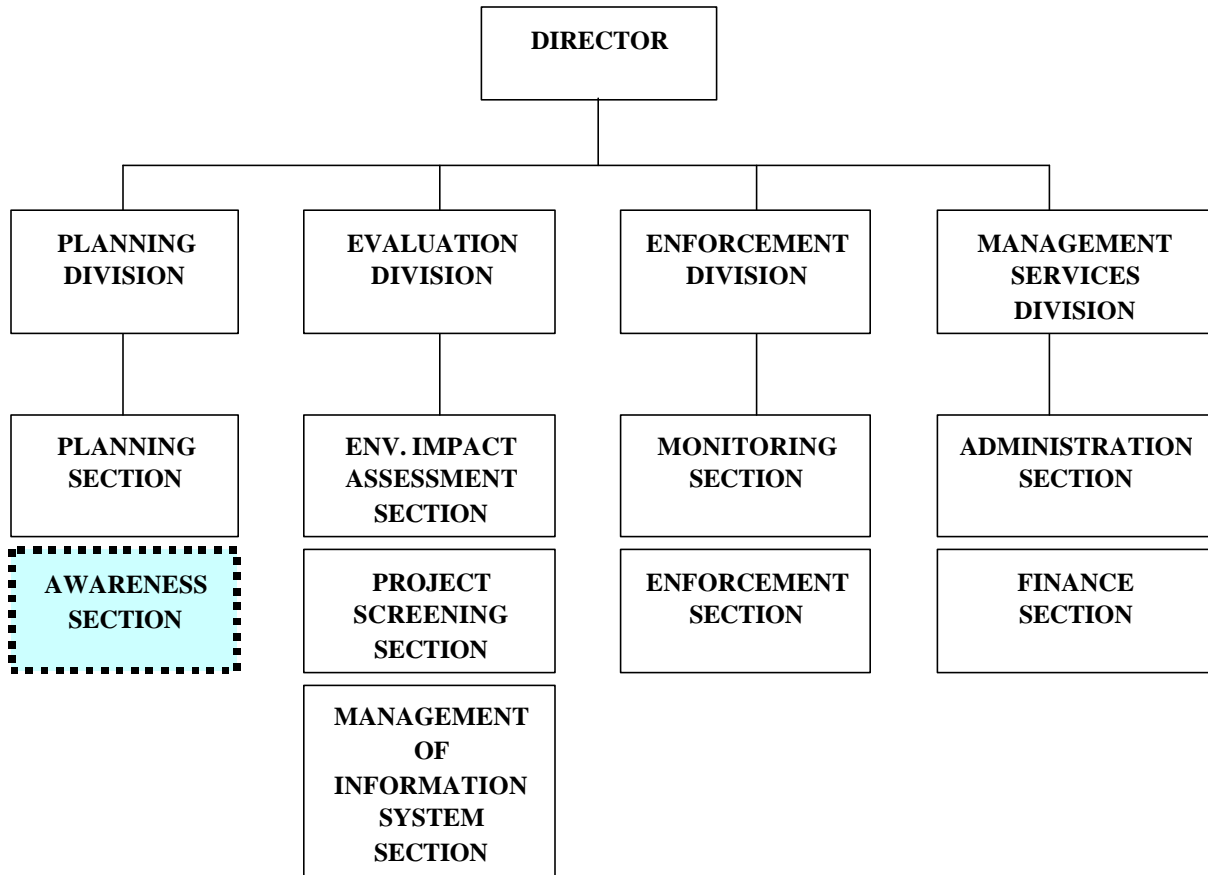 DIRECTOR
PLANNING
DIVISION
EVALUATION
DIVISION
ENFORCEMENT
DIVISION
MANAGEMENT
SERVICES
DIVISION
PLANNING
SECTION
ENV. IMPACT
ASSESSMENT
SECTION
MONITORING
SECTION
ADMINISTRATION
SECTION
AWARENESS
SECTION
PROJECT
SCREENING
SECTION
ENFORCEMENT
SECTION
FINANCE
SECTION
MANAGEMENT
OF
INFORMATION
SYSTEM
SECTION